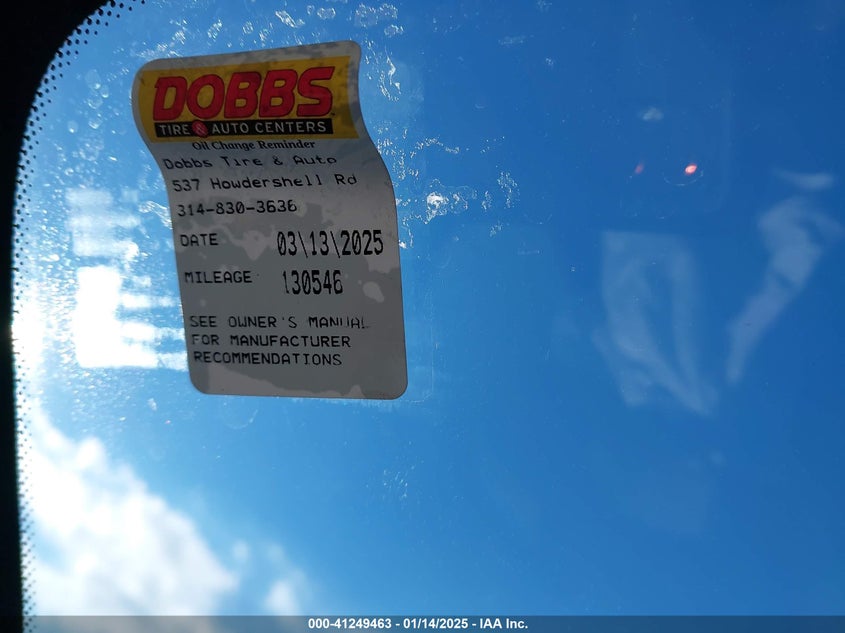 DOBBS
TIRE & AUTO CENTERS
Oil Change Reminder
Dobbs Tire & Auto
537 Howdershell Rd
314-830-3636
DATE 03\13\2025
MILEAGE 130546
SEE OWNER'S MANUAL
FOR MANUFACTURER
RECOMMENDATIONS
000-41249463 - 01/14/2025 - IAA Inc.